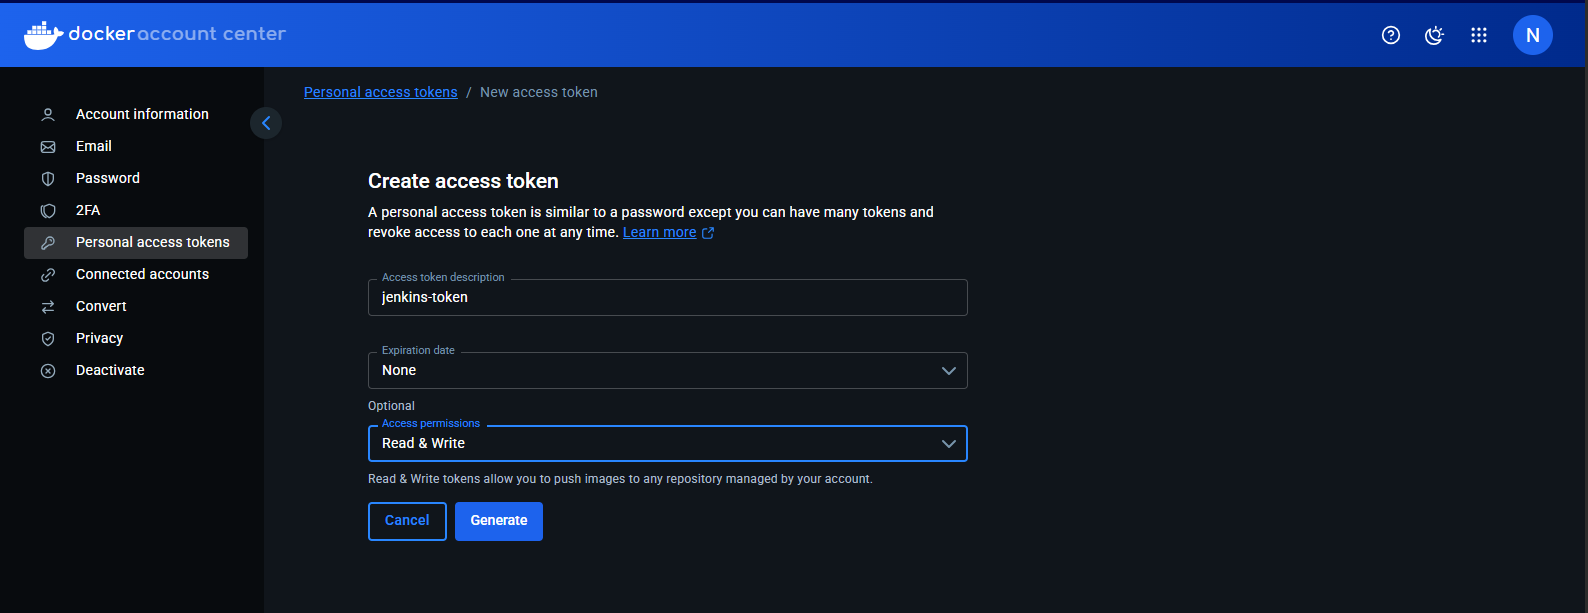 docker account center
N
Account information
Email
Password
2FA
Personal access tokens
Connected accounts
Convert
Privacy
Deactivate
Personal access tokens / New access token
Create access token
A personal access token is similar to a password except you can have many tokens and
revoke access to each one at any time. Learn more
Access token description
jenkins-token
Expiration date
None
Optional
Access permissions
Read & Write
Read & Write tokens allow you to push images to any repository managed by your account.
Cancel
Generate